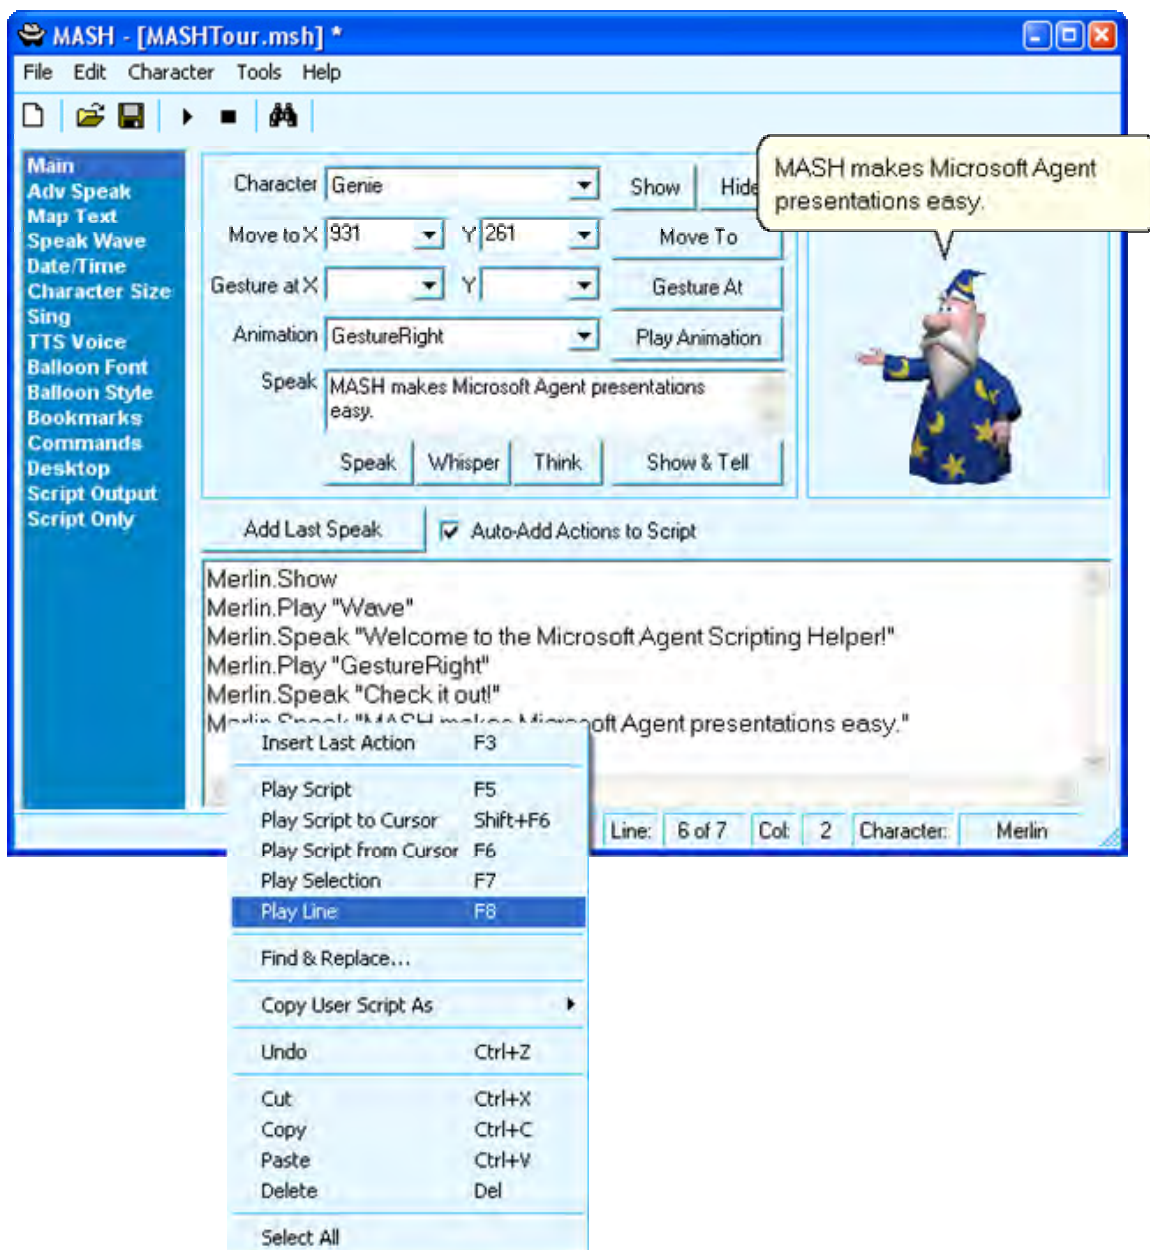 MASH - [MASHTour.msh] *
File Edit Character Tools Help
Main
Adv Speak
Map Text
Speak Wave
Date/Time
Character Size
Sing
TTS Voice
Balloon Font
Balloon Style
Bookmarks
Commands
Desktop
Script Output
Script Only
Character Genie Show Hide
Move to X 931 Y 261 Move To
Gesture at X Y Gesture At
Animation GestureRight Play Animation
Speak MASH makes Microsoft Agent presentations
easy.
Speak Whisper Think Show & Tell
MASH makes Microsoft Agent
presentations easy.
Add Last Speak Auto-Add Actions to Script
Merlin.Show
Merlin.Play "Wave"
Merlin.Speak "Welcome to the Microsoft Agent Scripting Helper!"
Merlin.Play "GestureRight"
Merlin.Speak "Check it out!"
Merlin.Speak "MASH makes Microsoft Agent presentations easy."
Insert Last Action F3
Play Script F5
Play Script to Cursor Shift+F6
Play Script from Cursor F6
Play Selection F7
Play Line F8
Find & Replace...
Copy User Script As
Undo Ctrl+Z
Cut Ctrl+X
Copy Ctrl+C
Paste Ctrl+V
Delete Del
Select All
Line: 6 of 7 Col: 2 Character: Merlin